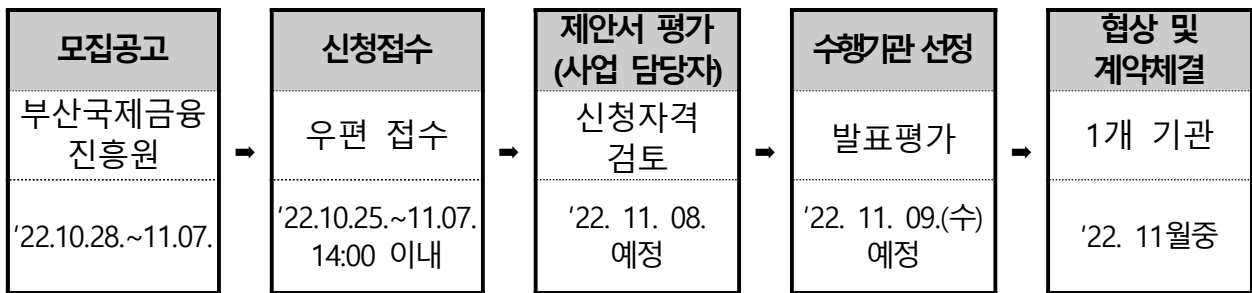 모집공고
부산국제금융
진흥원
'22.10.28.~11.07.
➡
신청접수
우편 접수
'22.10.25.~11.07.
14:00 이내
➡
제안서 평가
(사업 담당자)
신청자격
검토
'22. 11. 08.
예정
➡
수행기관 선정
발표평가
'22. 11. 09.(수)
예정
➡
협상 및
계약체결
1개 기관
'22. 11월중